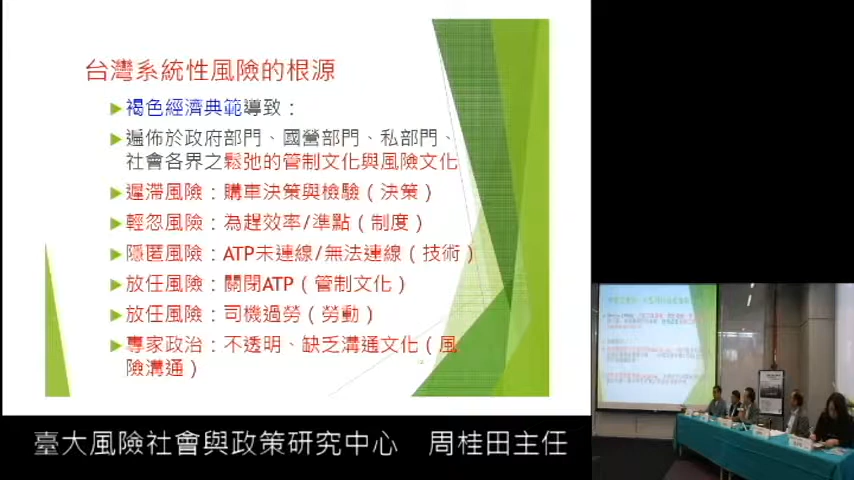 台灣系統性風險的根源
褐色經濟典範導致：
遍佈於政府部門、國營部門、私部門、
社會各界之鬆弛的管制文化與風險文化
遲滯風險：購車決策與檢驗（決策）
輕忽風險：為趕效率/準點（制度）
隱匿風險：ATP未連線/無法連線（技術）
放任風險：關閉ATP（管制文化）
放任風險：司機過勞（勞動）
專家政治：不透明、缺乏溝通文化（風
險溝通）
臺大風險社會與政策研究中心 周桂田主任